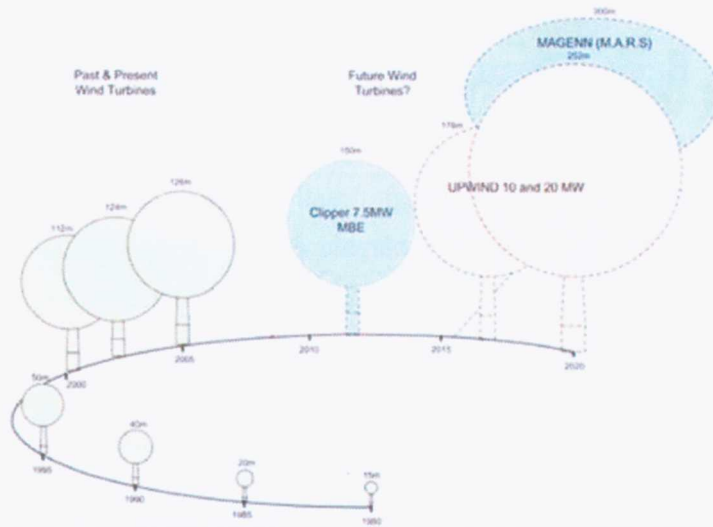 300m
MAGENN (M.A.R.S)
252m
Past & Present
Wind Turbines
Future Wind
Turbines?
178m
150m
126m
124m
112m
Clipper 7.5MW
MBE
UPWIND 10 and 20 MW
2000
2005
2010
2015
2020
50m
40m
20m
15m
1995
1990
1985
1980